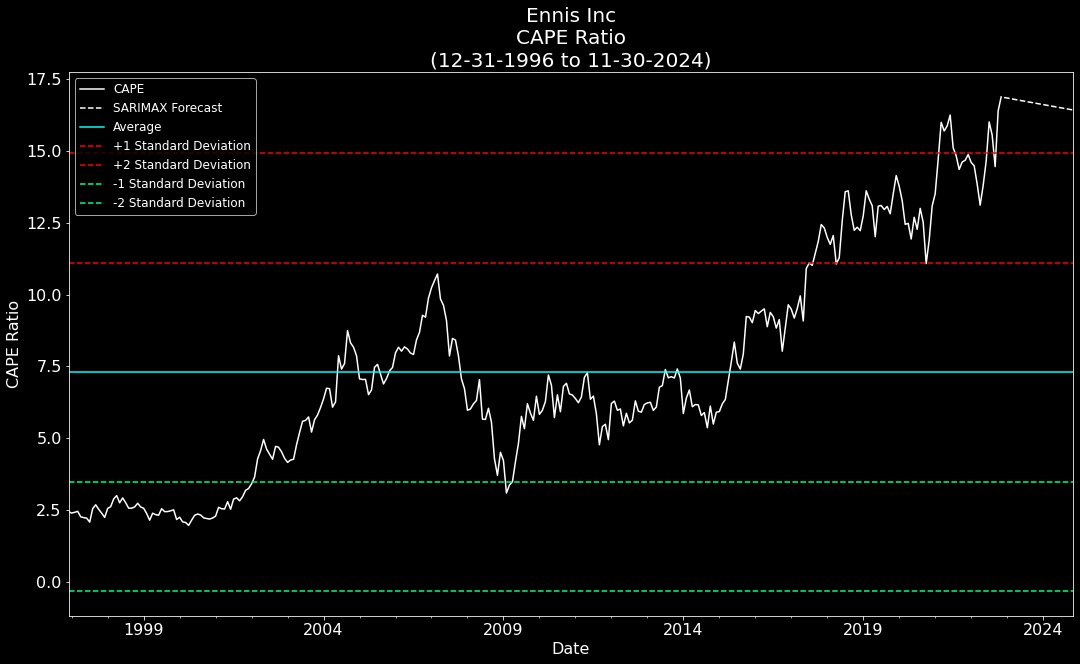 Ennis Inc
CAPE Ratio
(12-31-1996 to 11-30-2024)
CAPE
SARIMAX Forecast
Average
+1 Standard Deviation
+2 Standard Deviation
-1 Standard Deviation
-2 Standard Deviation
17.5
15.0
12.5
10.0
7.5
5.0
2.5
0.0
CAPE Ratio
1999
2004
2009
2014
2019
2024
Date